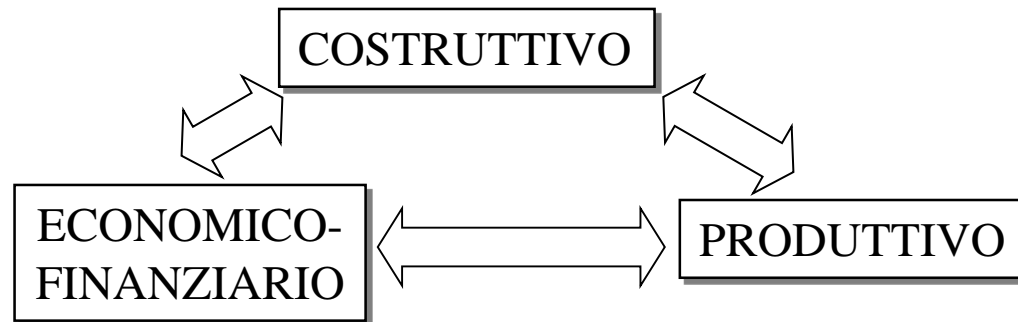 COSTRUTTIVO
ECONOMICO-
FINANZIARIO
PRODUTTIVO